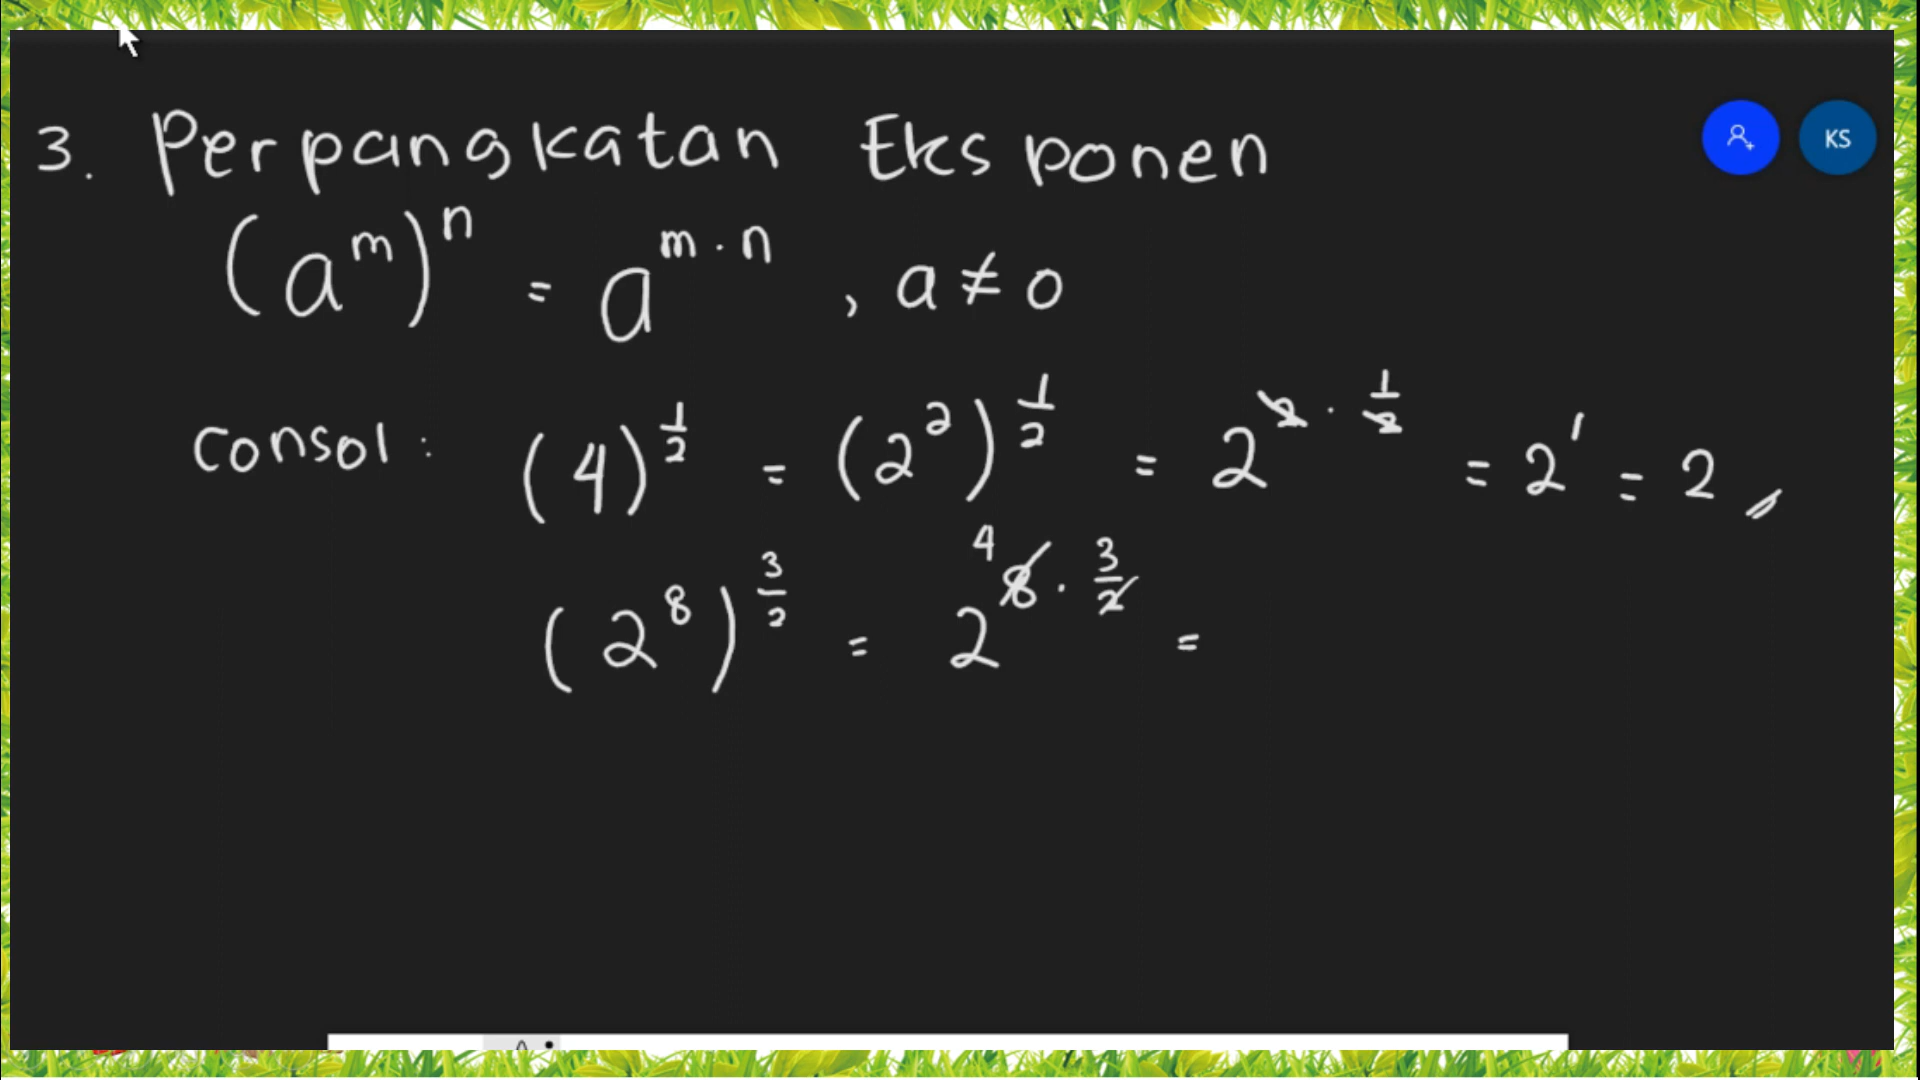 3. Perpangkatan Eksponen
KS
(a^m)^n = a^(m · n) , a ≠ 0
Consol : (4)^(1/2) = (2^2)^(1/2) = 2^(2 · 1/2) = 2^1 = 2
(2^8)^(3/2) = 2^(4 8 · 3/2) =